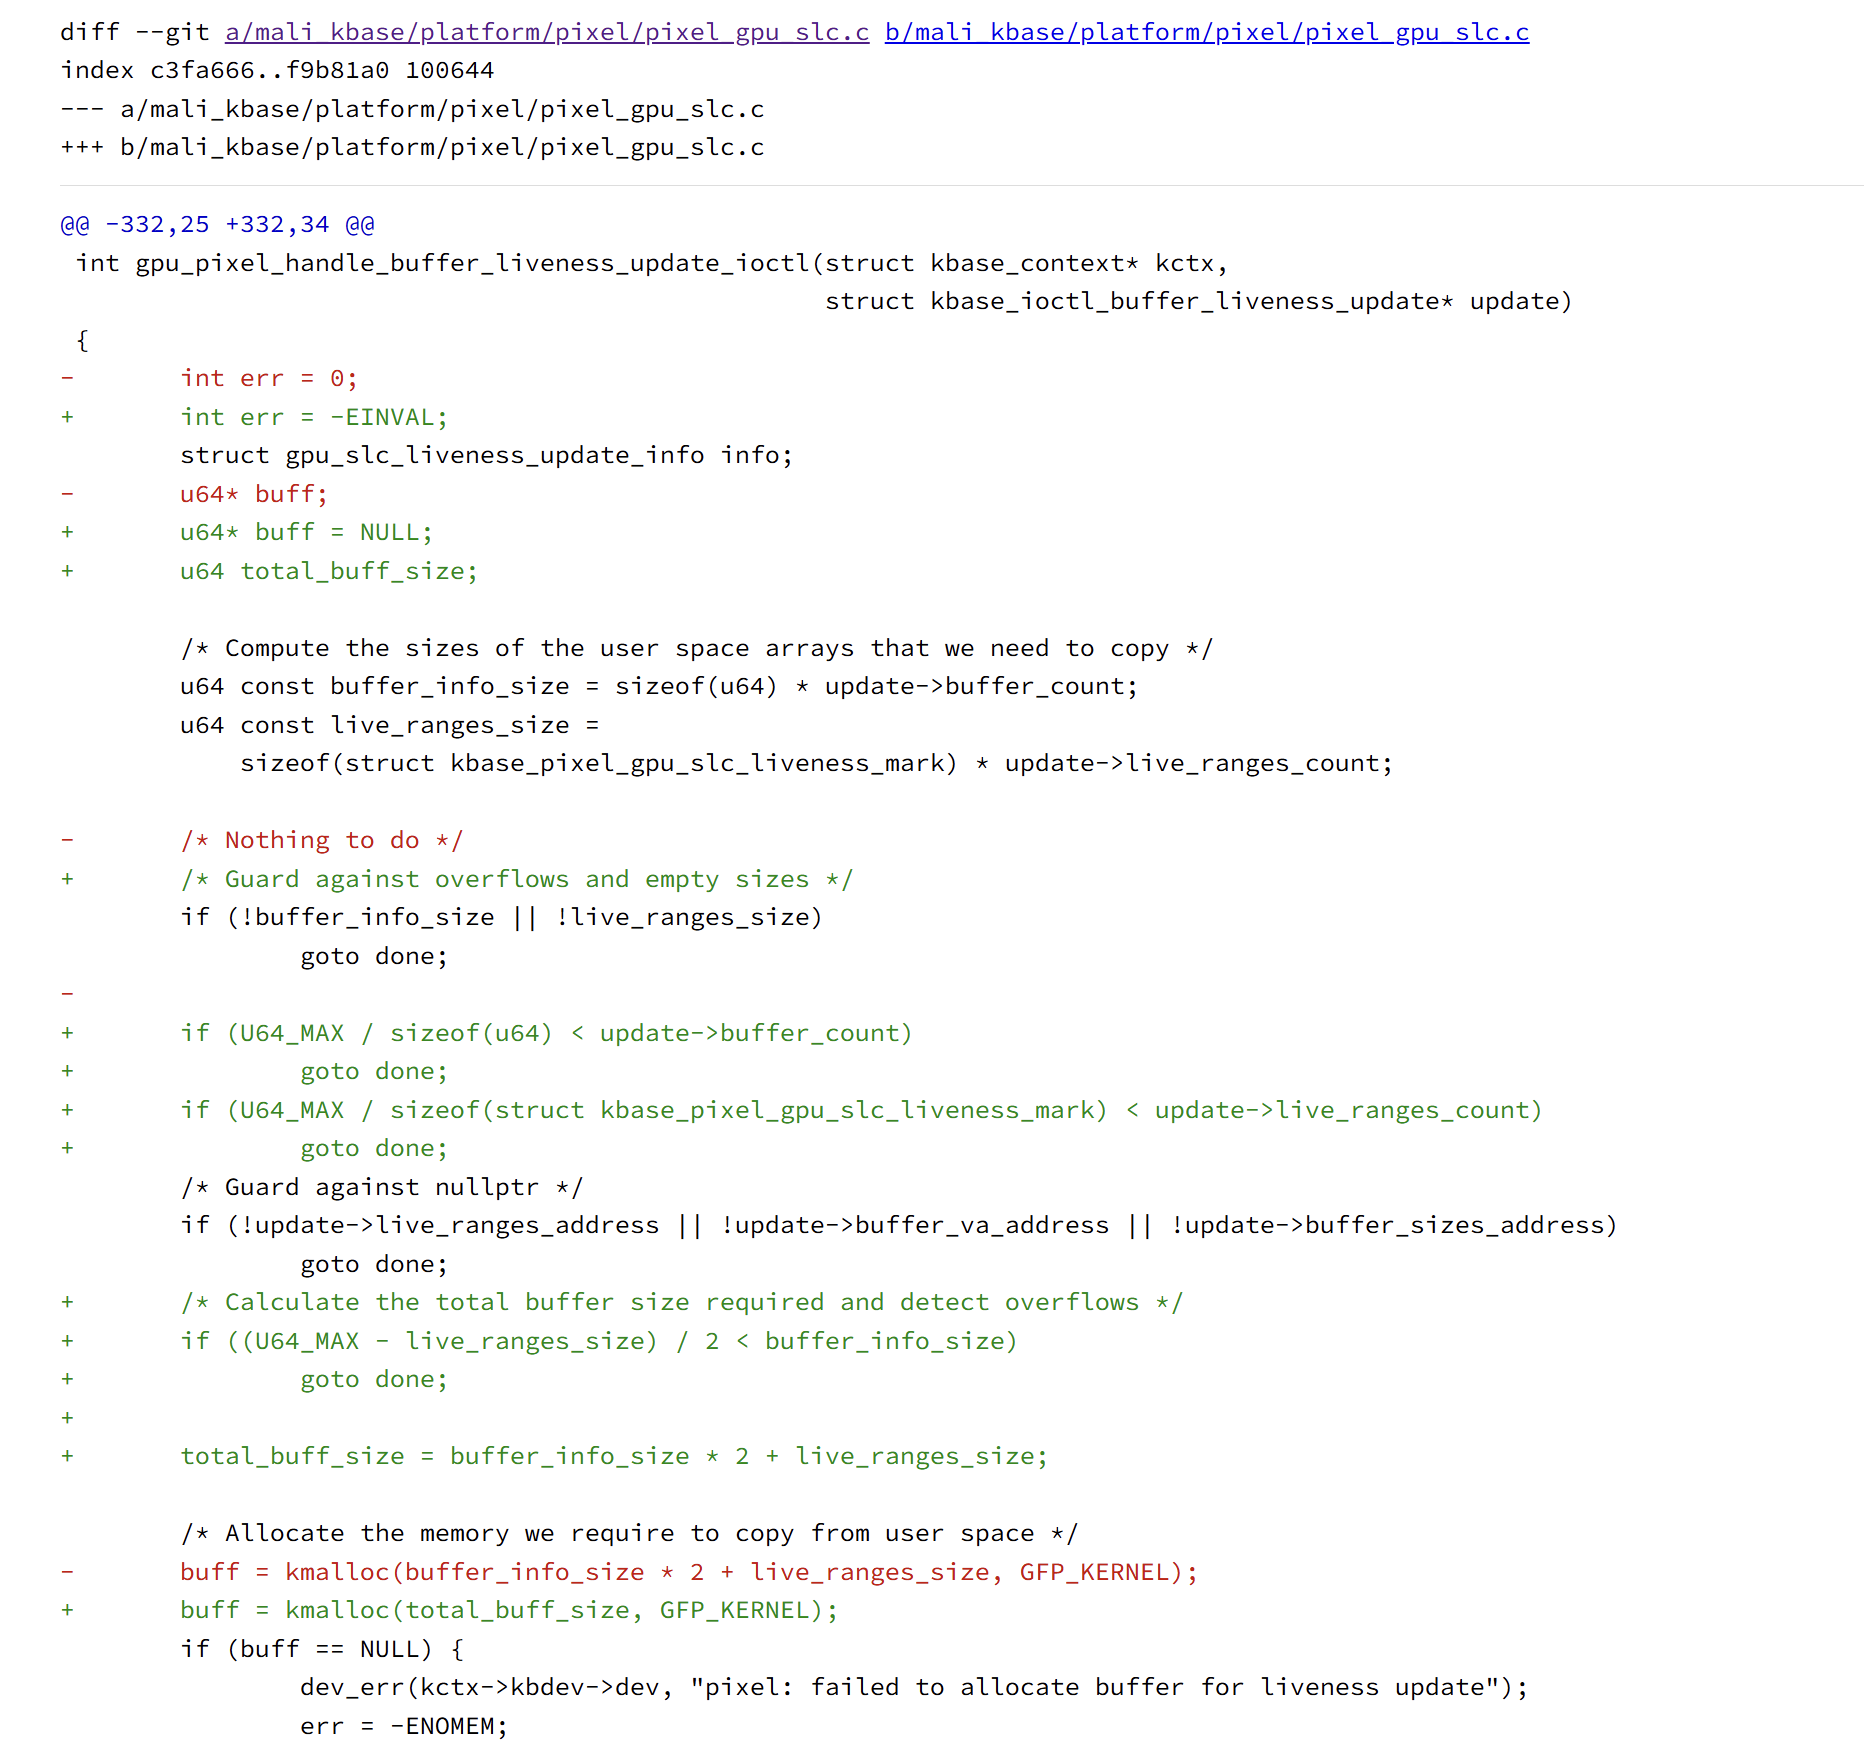 diff --git a/mali_kbase/platform/pixel/pixel_gpu_slc.c b/mali_kbase/platform/pixel/pixel_gpu_slc.c
index c3fa666..f9b81a0 100644
--- a/mali_kbase/platform/pixel/pixel_gpu_slc.c
+++ b/mali_kbase/platform/pixel/pixel_gpu_slc.c
@@ -332,25 +332,34 @@
 int gpu_pixel_handle_buffer_liveness_update_ioctl(struct kbase_context* kctx,
                                                   struct kbase_ioctl_buffer_liveness_update* update)
 {
-       int err = 0;
+       int err = -EINVAL;
        struct gpu_slc_liveness_update_info info;
-       u64* buff;
+       u64* buff = NULL;
+       u64 total_buff_size;

        /* Compute the sizes of the user space arrays that we need to copy */
        u64 const buffer_info_size = sizeof(u64) * update->buffer_count;
        u64 const live_ranges_size =
            sizeof(struct kbase_pixel_gpu_slc_liveness_mark) * update->live_ranges_count;

-       /* Nothing to do */
+       /* Guard against overflows and empty sizes */
        if (!buffer_info_size || !live_ranges_size)
                goto done;
-
+       if (U64_MAX / sizeof(u64) < update->buffer_count)
+               goto done;
+       if (U64_MAX / sizeof(struct kbase_pixel_gpu_slc_liveness_mark) < update->live_ranges_count)
+               goto done;
        /* Guard against nullptr */
        if (!update->live_ranges_address || !update->buffer_va_address || !update->buffer_sizes_address)
                goto done;
+       /* Calculate the total buffer size required and detect overflows */
+       if ((U64_MAX - live_ranges_size) / 2 < buffer_info_size)
+               goto done;
+
+       total_buff_size = buffer_info_size * 2 + live_ranges_size;

        /* Allocate the memory we require to copy from user space */
-       buff = kmalloc(buffer_info_size * 2 + live_ranges_size, GFP_KERNEL);
+       buff = kmalloc(total_buff_size, GFP_KERNEL);
        if (buff == NULL) {
                dev_err(kctx->kbdev->dev, "pixel: failed to allocate buffer for liveness update");
                err = -ENOMEM;